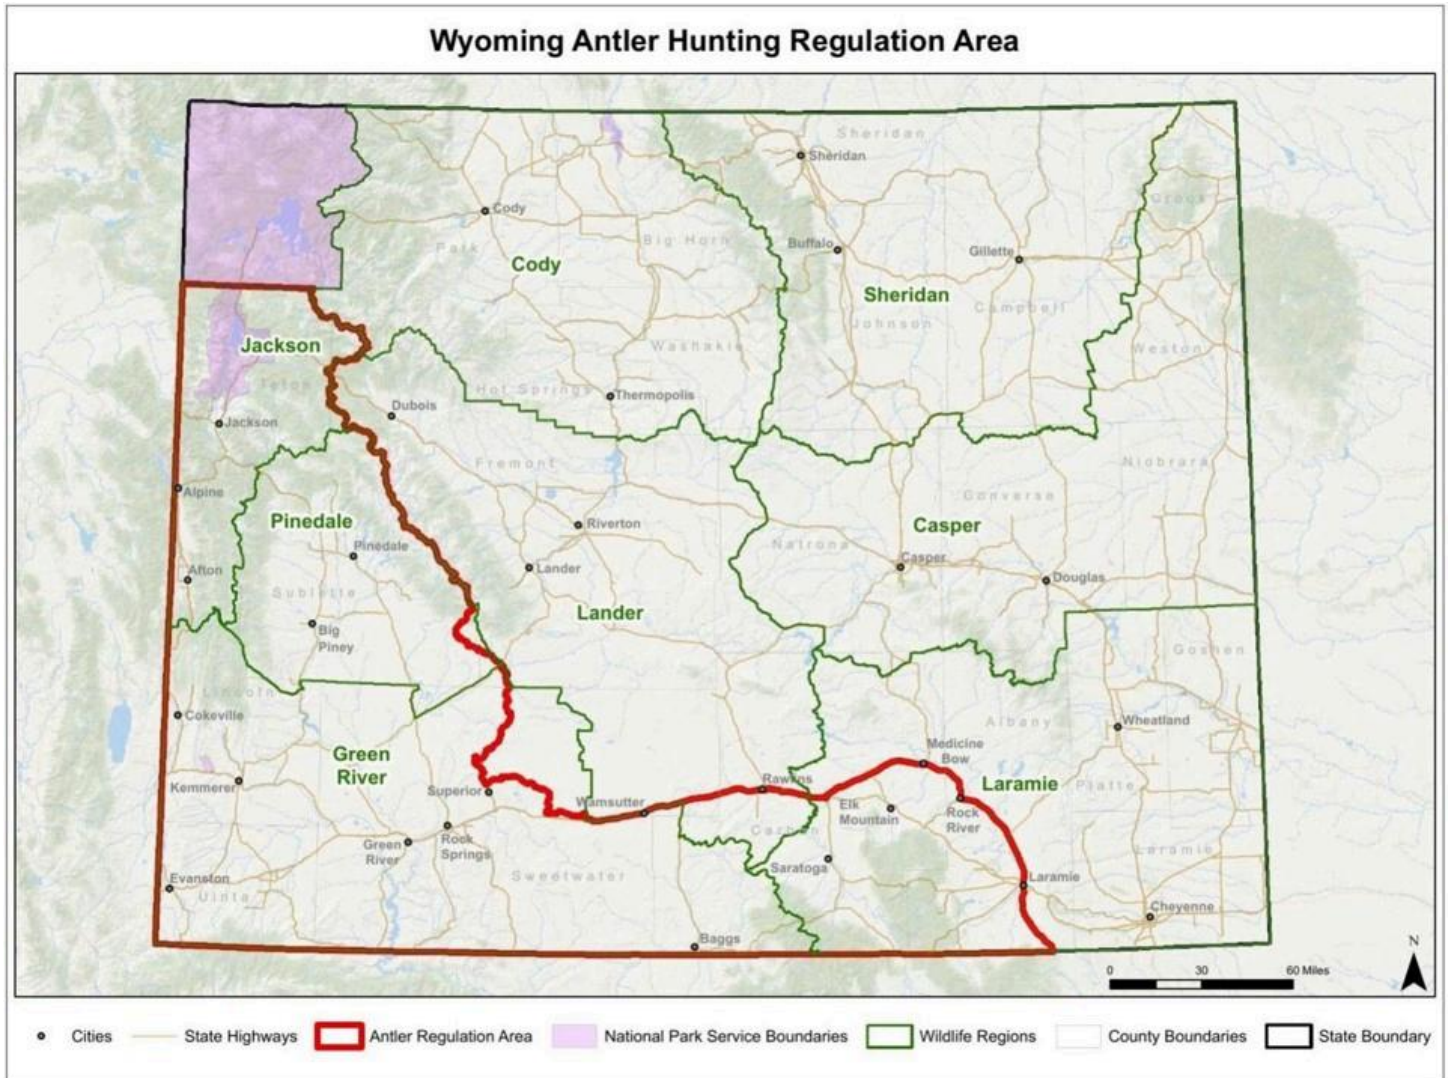 Wyoming Antler Hunting Regulation Area
Sheridan
Sheridan
Crook
Cody
Park
Big Horn
Buffalo
Gillette
Cody
Sheridan
Campbell
Johnson
Jackson
Washakie
Weston
Teton
Hot Springs
Thermopolis
Dubois
Jackson
Fremont
Niobrara
Alpine
Converse
Pinedale
Riverton
Casper
Pinedale
Natrona
Casper
Lander
Afton
Douglas
Sublette
Lander
Big
Piney
Goshen
Lincoln
Cokeville
Albany
Wheatland
Green
River
Medicine
Bow
Kemmerer
Superior
Rawlins
Laramie
Platte
Wamsutter
Elk
Mountain
Rock
River
Carbon
Green
River
Rock
Springs
Laramie
Saratoga
Evanston
Uinta
Sweetwater
Laramie
Cheyenne
Baggs
N
0 30 60 Miles
Cities
State Highways
Antler Regulation Area
National Park Service Boundaries
Wildlife Regions
County Boundaries
State Boundary